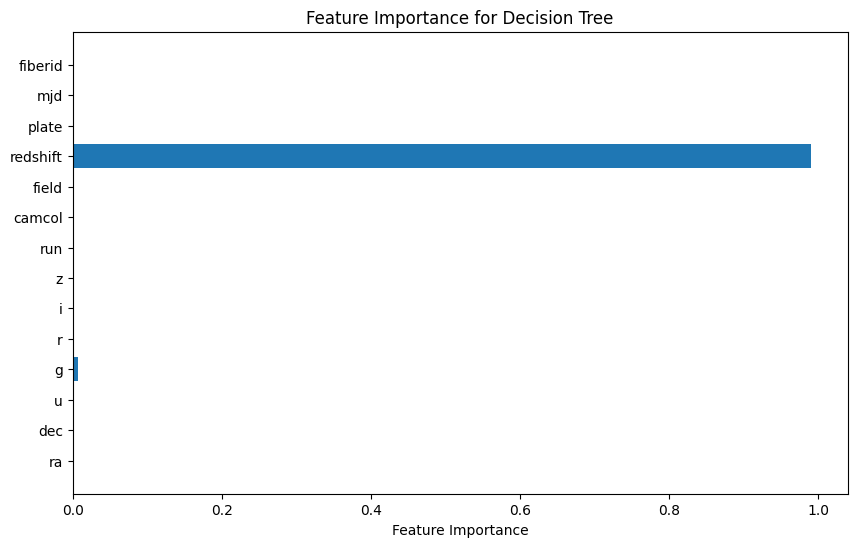 Feature Importance for Decision Tree
fiberid
mjd
plate
redshift
field
camcol
run
z
i
r
g
u
dec
ra
0.0 0.2 0.4 0.6 0.8 1.0
Feature Importance